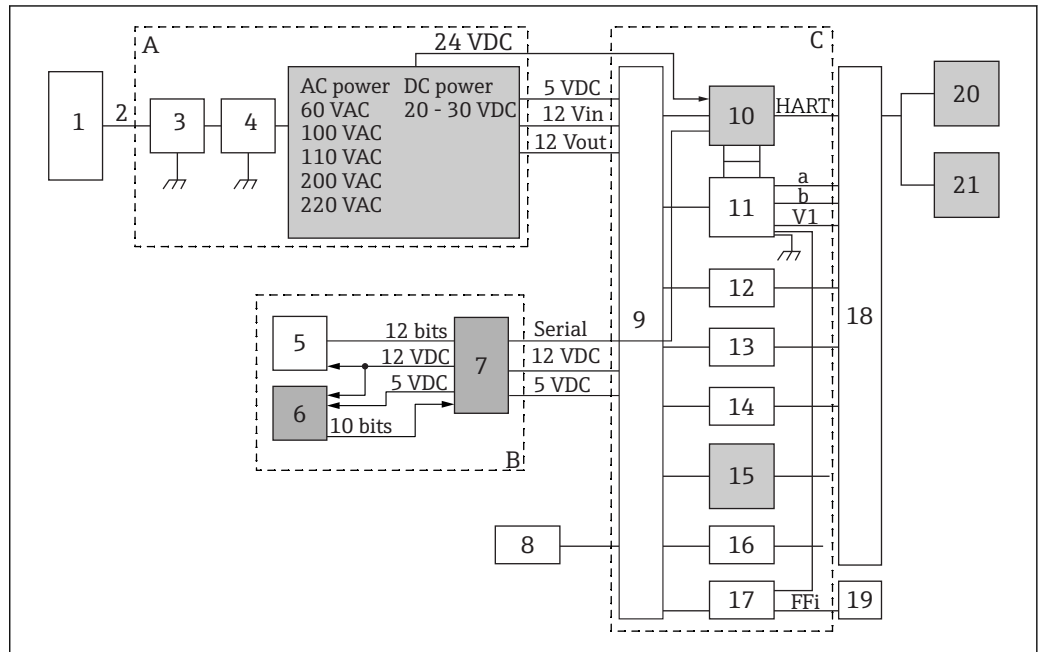 A
24 VDC
C
1
2
3
4
AC power
60 VAC
100 VAC
110 VAC
200 VAC
220 VAC
DC power
20 - 30 VDC
5 VDC
12 Vin
12 Vout
10
HART
20
21
11
a
b
V1
5
12 bits
12 VDC
5 VDC
6
10 bits
7
B
Serial
12 VDC
5 VDC
9
12
13
14
15
16
17
18
8
FFi
19